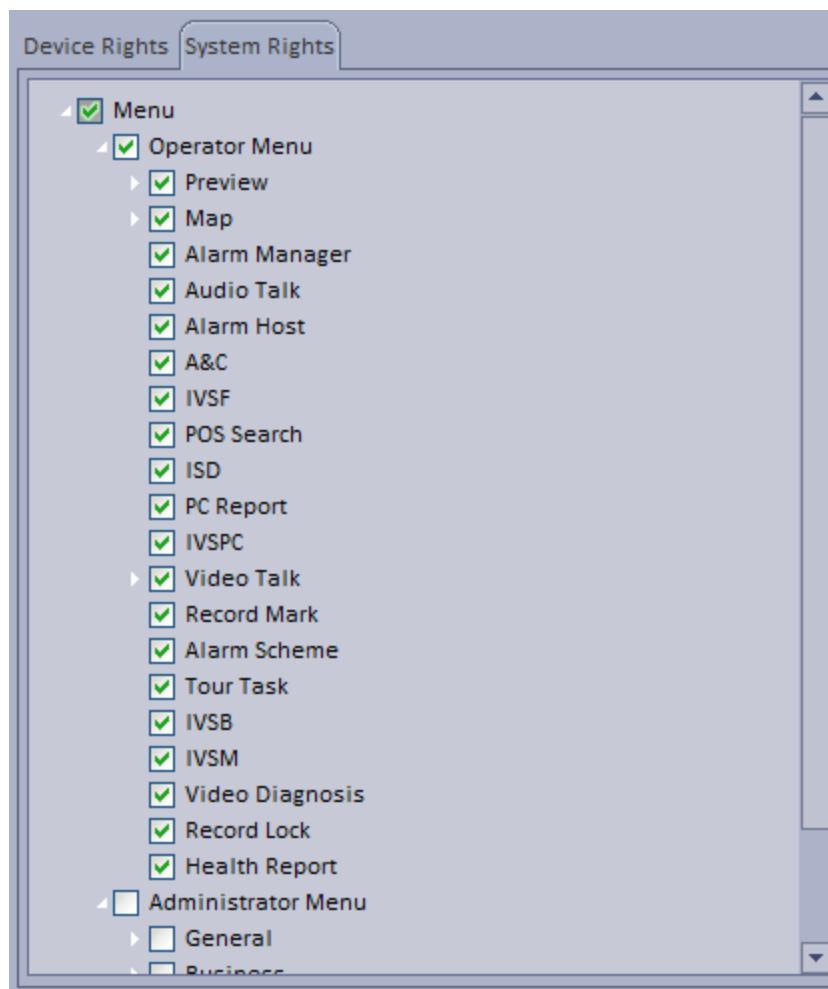 Device Rights System Rights
Menu
Operator Menu
Preview
Map
Alarm Manager
Audio Talk
Alarm Host
A&C
IVSF
POS Search
ISD
PC Report
IVSPC
Video Talk
Record Mark
Alarm Scheme
Tour Task
IVSB
IVSM
Video Diagnosis
Record Lock
Health Report
Administrator Menu
General
Business